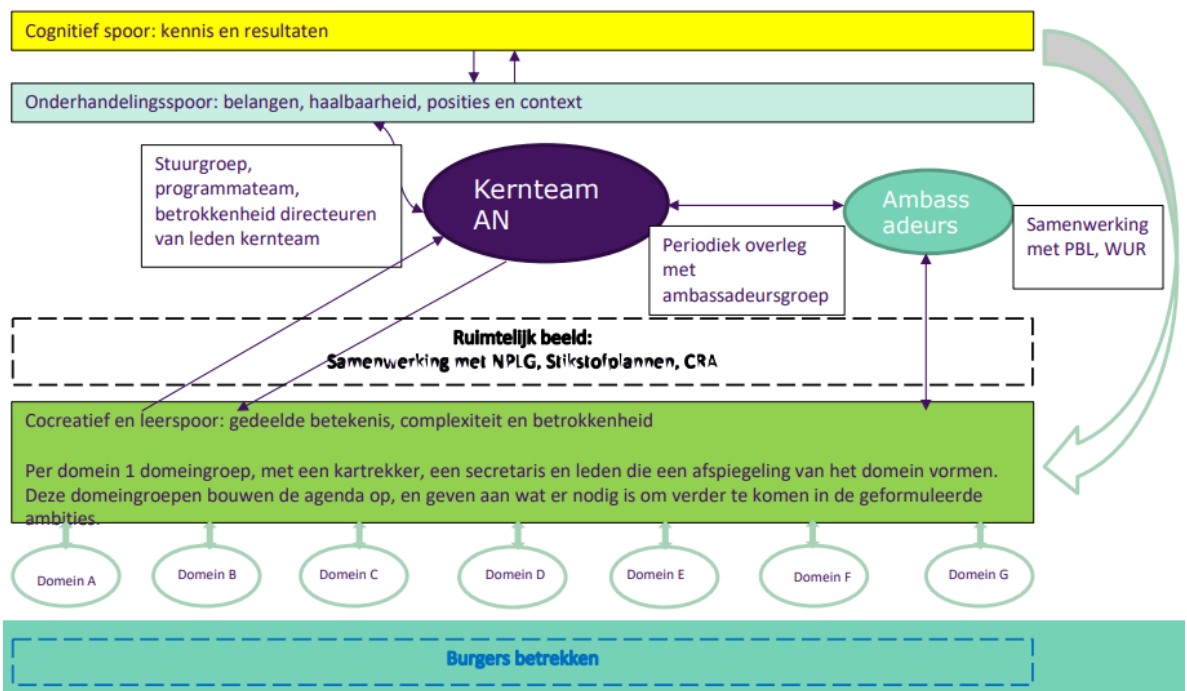 Cognitief spoor: kennis en resultaten
Onderhandelingsspoor: belangen, haalbaarheid, posities en context
Stuurgroep,
programmateam,
betrokkenheid directeuren
van leden kernteam
Kernteam
AN
Periodiek overleg
met
ambassadeursgroep
Ambass
adeurs
Samenwerking
met PBL, WUR
Ruimtelijk beeld:
Samenwerking met NPLG, Stikstofplannen, CRA
Cocreatief en leerspoor: gedeelde betekenis, complexiteit en betrokkenheid
Per domein 1 domeingroep, met een kartrekker, een secretaris en leden die een afspiegeling van het domein vormen.
Deze domeingroepen bouwen de agenda op, en geven aan wat er nodig is om verder te komen in de geformuleerde
ambities.
Domein A
Domein B
Domein C
Domein D
Domein E
Domein F
Domein G
Burgers betrekken